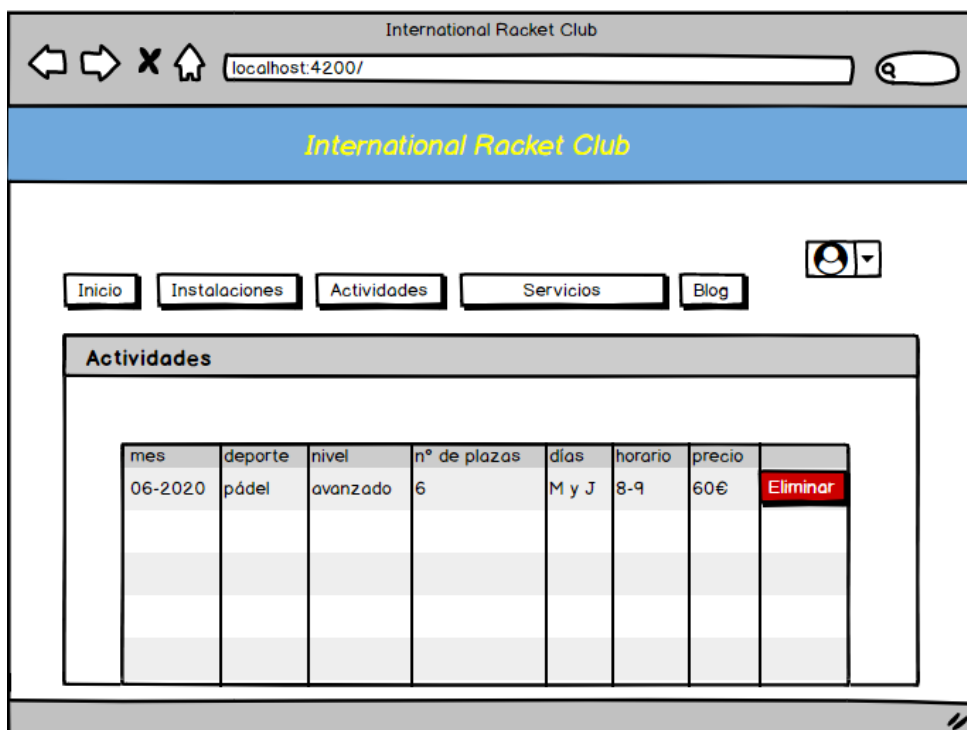 International Racket Club
localhost:4200/
International Racket Club
Inicio Instalaciones Actividades Servicios Blog
Actividades
mes deporte nivel nº de plazas días horario precio
06-2020 pádel avanzado 6 M y J 8-9 60€ Eliminar